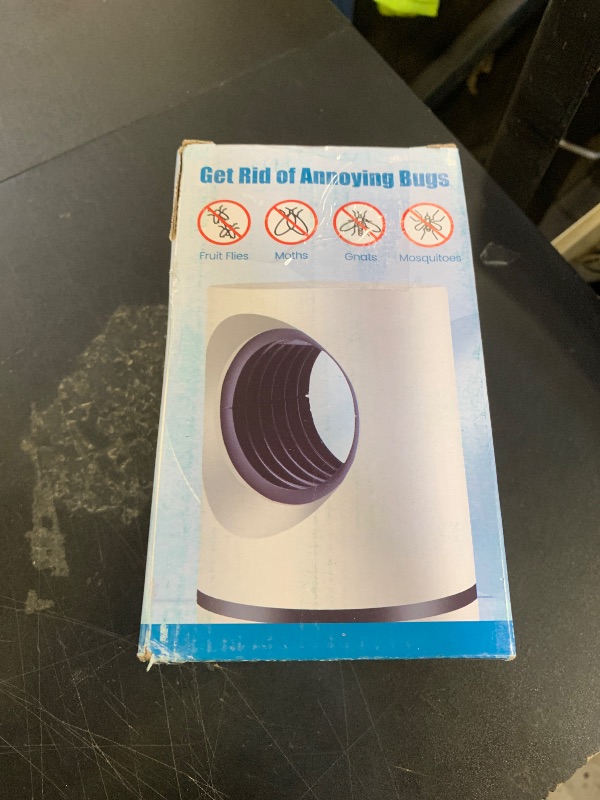 Get Rid of Annoying Bugs
Fruit Flies Moths Gnats Mosquitoes